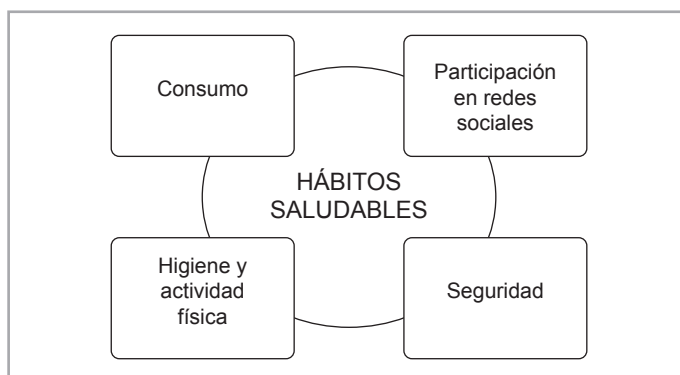 Consumo
Participación
en redes
sociales
HÁBITOS
SALUDABLES
Higiene y
actividad
física
Seguridad